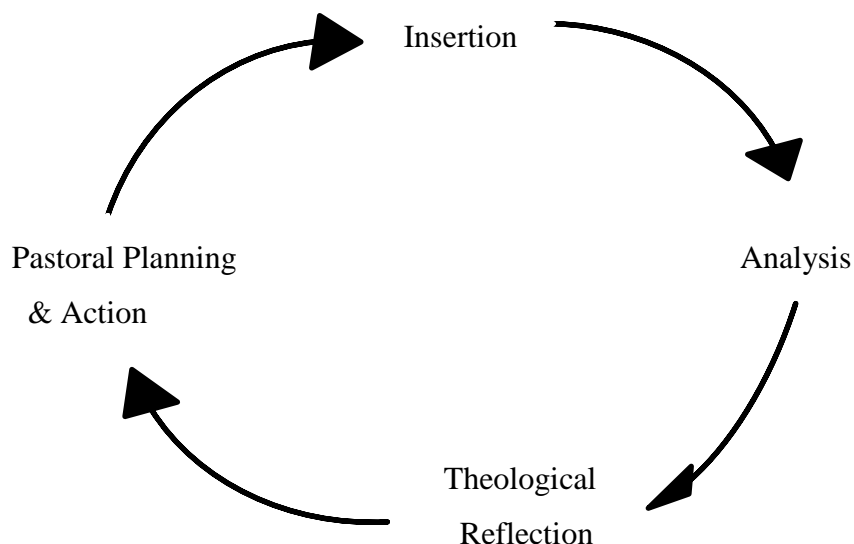 Insertion
Analysis
Theological
Reflection
Pastoral Planning
& Action